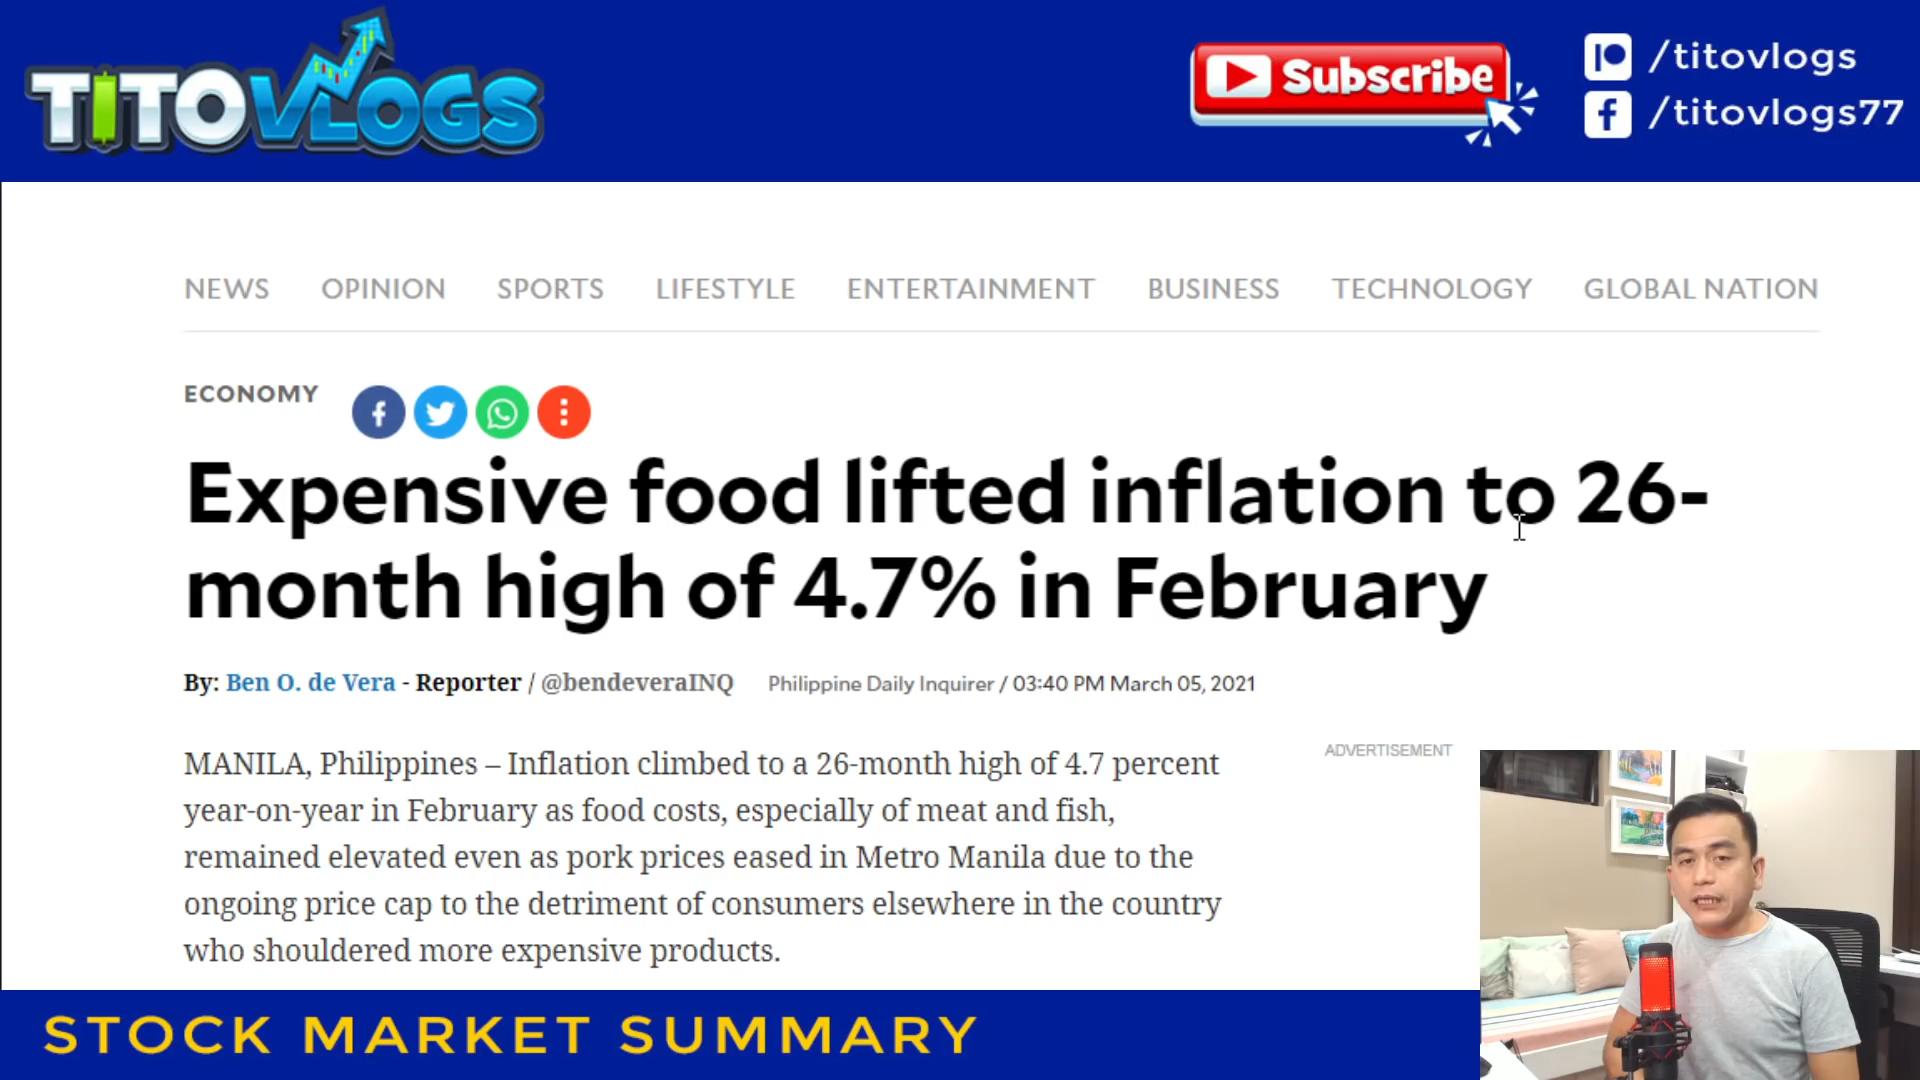 TITOVLOGS
Subscribe
/titovlogs
/titovlogs77
NEWS OPINION SPORTS LIFESTYLE ENTERTAINMENT BUSINESS TECHNOLOGY GLOBAL NATION
ECONOMY
Expensive food lifted inflation to 26-
month high of 4.7% in February
By: Ben O. de Vera - Reporter / @bendeveraINQ Philippine Daily Inquirer / 03:40 PM March 05, 2021
MANILA, Philippines – Inflation climbed to a 26-month high of 4.7 percent
year-on-year in February as food costs, especially of meat and fish,
remained elevated even as pork prices eased in Metro Manila due to the
ongoing price cap to the detriment of consumers elsewhere in the country
who shouldered more expensive products.
ADVERTISEMENT
STOCK MARKET SUMMARY